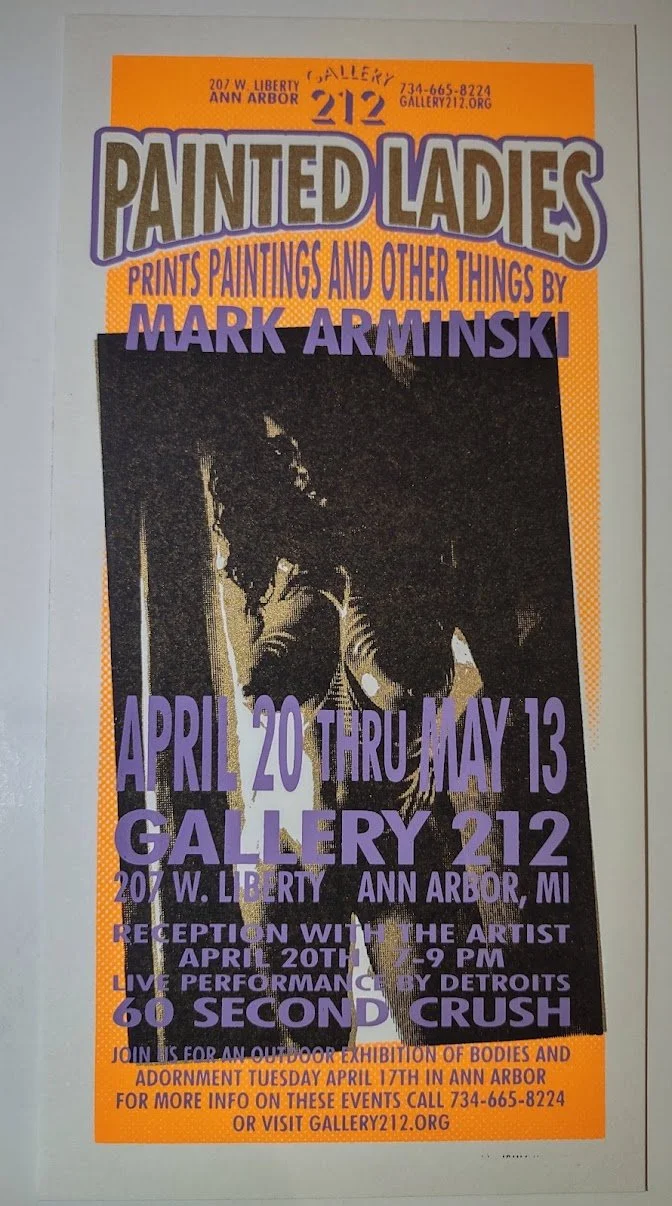 GALLERY
207 W. LIBERTY 212 734-665-8224
ANN ARBOR GALLERY212.ORG
PAINTED LADIES
PRINTS PAINTINGS AND OTHER THINGS BY
MARK ARMINSKI
APRIL 20 THRU MAY 13
GALLERY 212
207 W. LIBERTY ANN ARBOR, MI
RECEPTION WITH THE ARTIST
APRIL 20TH 7-9 PM
LIVE PERFORMANCE BY DETROITS
60 SECOND CRUSH
JOIN US FOR AN OUTDOOR EXHIBITION OF BODIES AND
ADORNMENT TUESDAY APRIL 17TH IN ANN ARBOR
FOR MORE INFO ON THESE EVENTS CALL 734-665-8224
OR VISIT GALLERY212.ORG